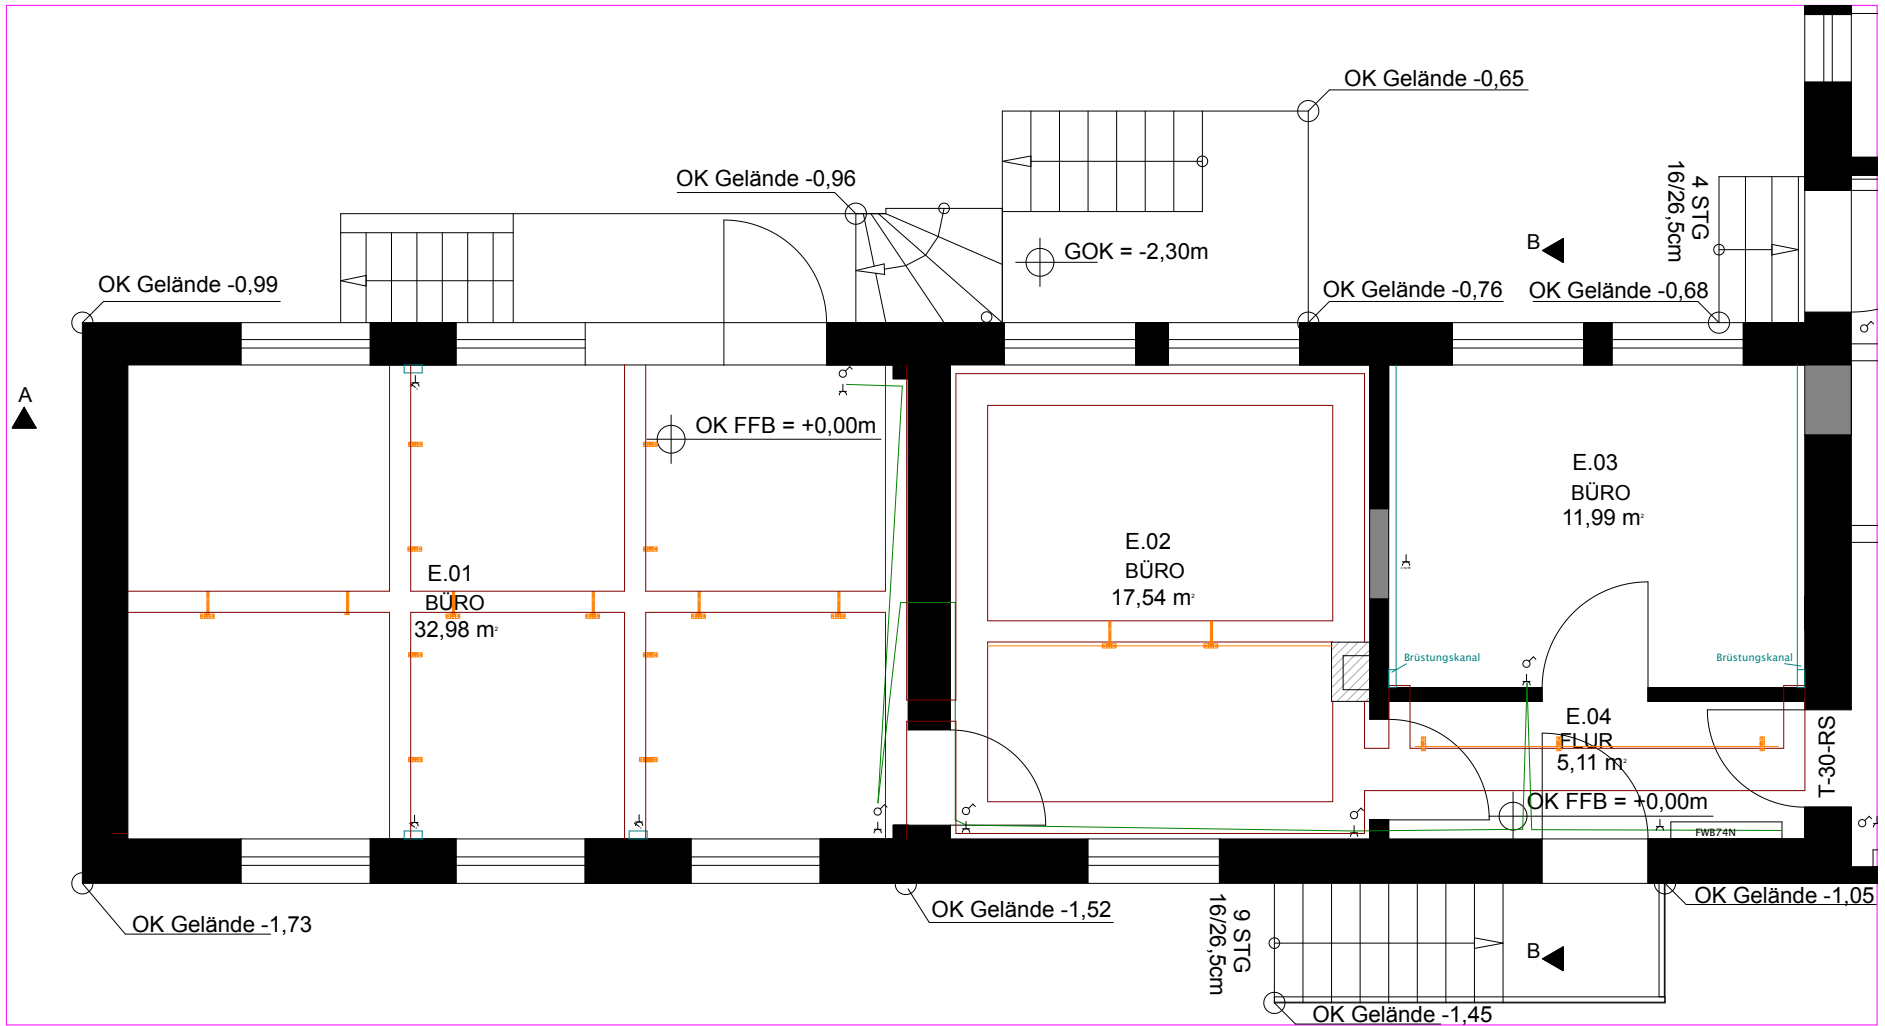 OK Gelände -0,65
OK Gelände -0,96
4 STG
16/26,5cm
GOK = -2,30m
B
OK Gelände -0,99
OK Gelände -0,76
OK Gelände -0,68
A
OK FFB = +0,00m
E.03
BÜRO
11,99 m²
E.02
BÜRO
17,54 m²
E.01
BÜRO
32,98 m²
Brüstungskanal
Brüstungskanal
E.04
FLUR
5,11 m²
T-30-RS
OK FFB = +0,00m
FWB74N
OK Gelände -1,73
OK Gelände -1,52
OK Gelände -1,05
9 STG
16/26,5cm
B
OK Gelände -1,45